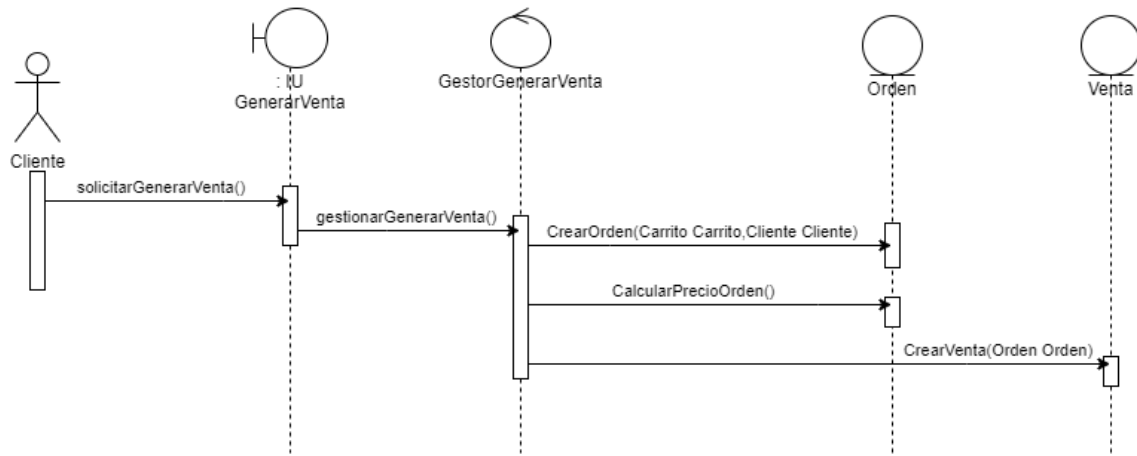 : IU
GenerarVenta
GestorGenerarVenta
Orden
Venta
Cliente
solicitarGenerarVenta()
gestionarGenerarVenta()
CrearOrden(Carrito Carrito,Cliente Cliente)
CalcularPrecioOrden()
CrearVenta(Orden Orden)